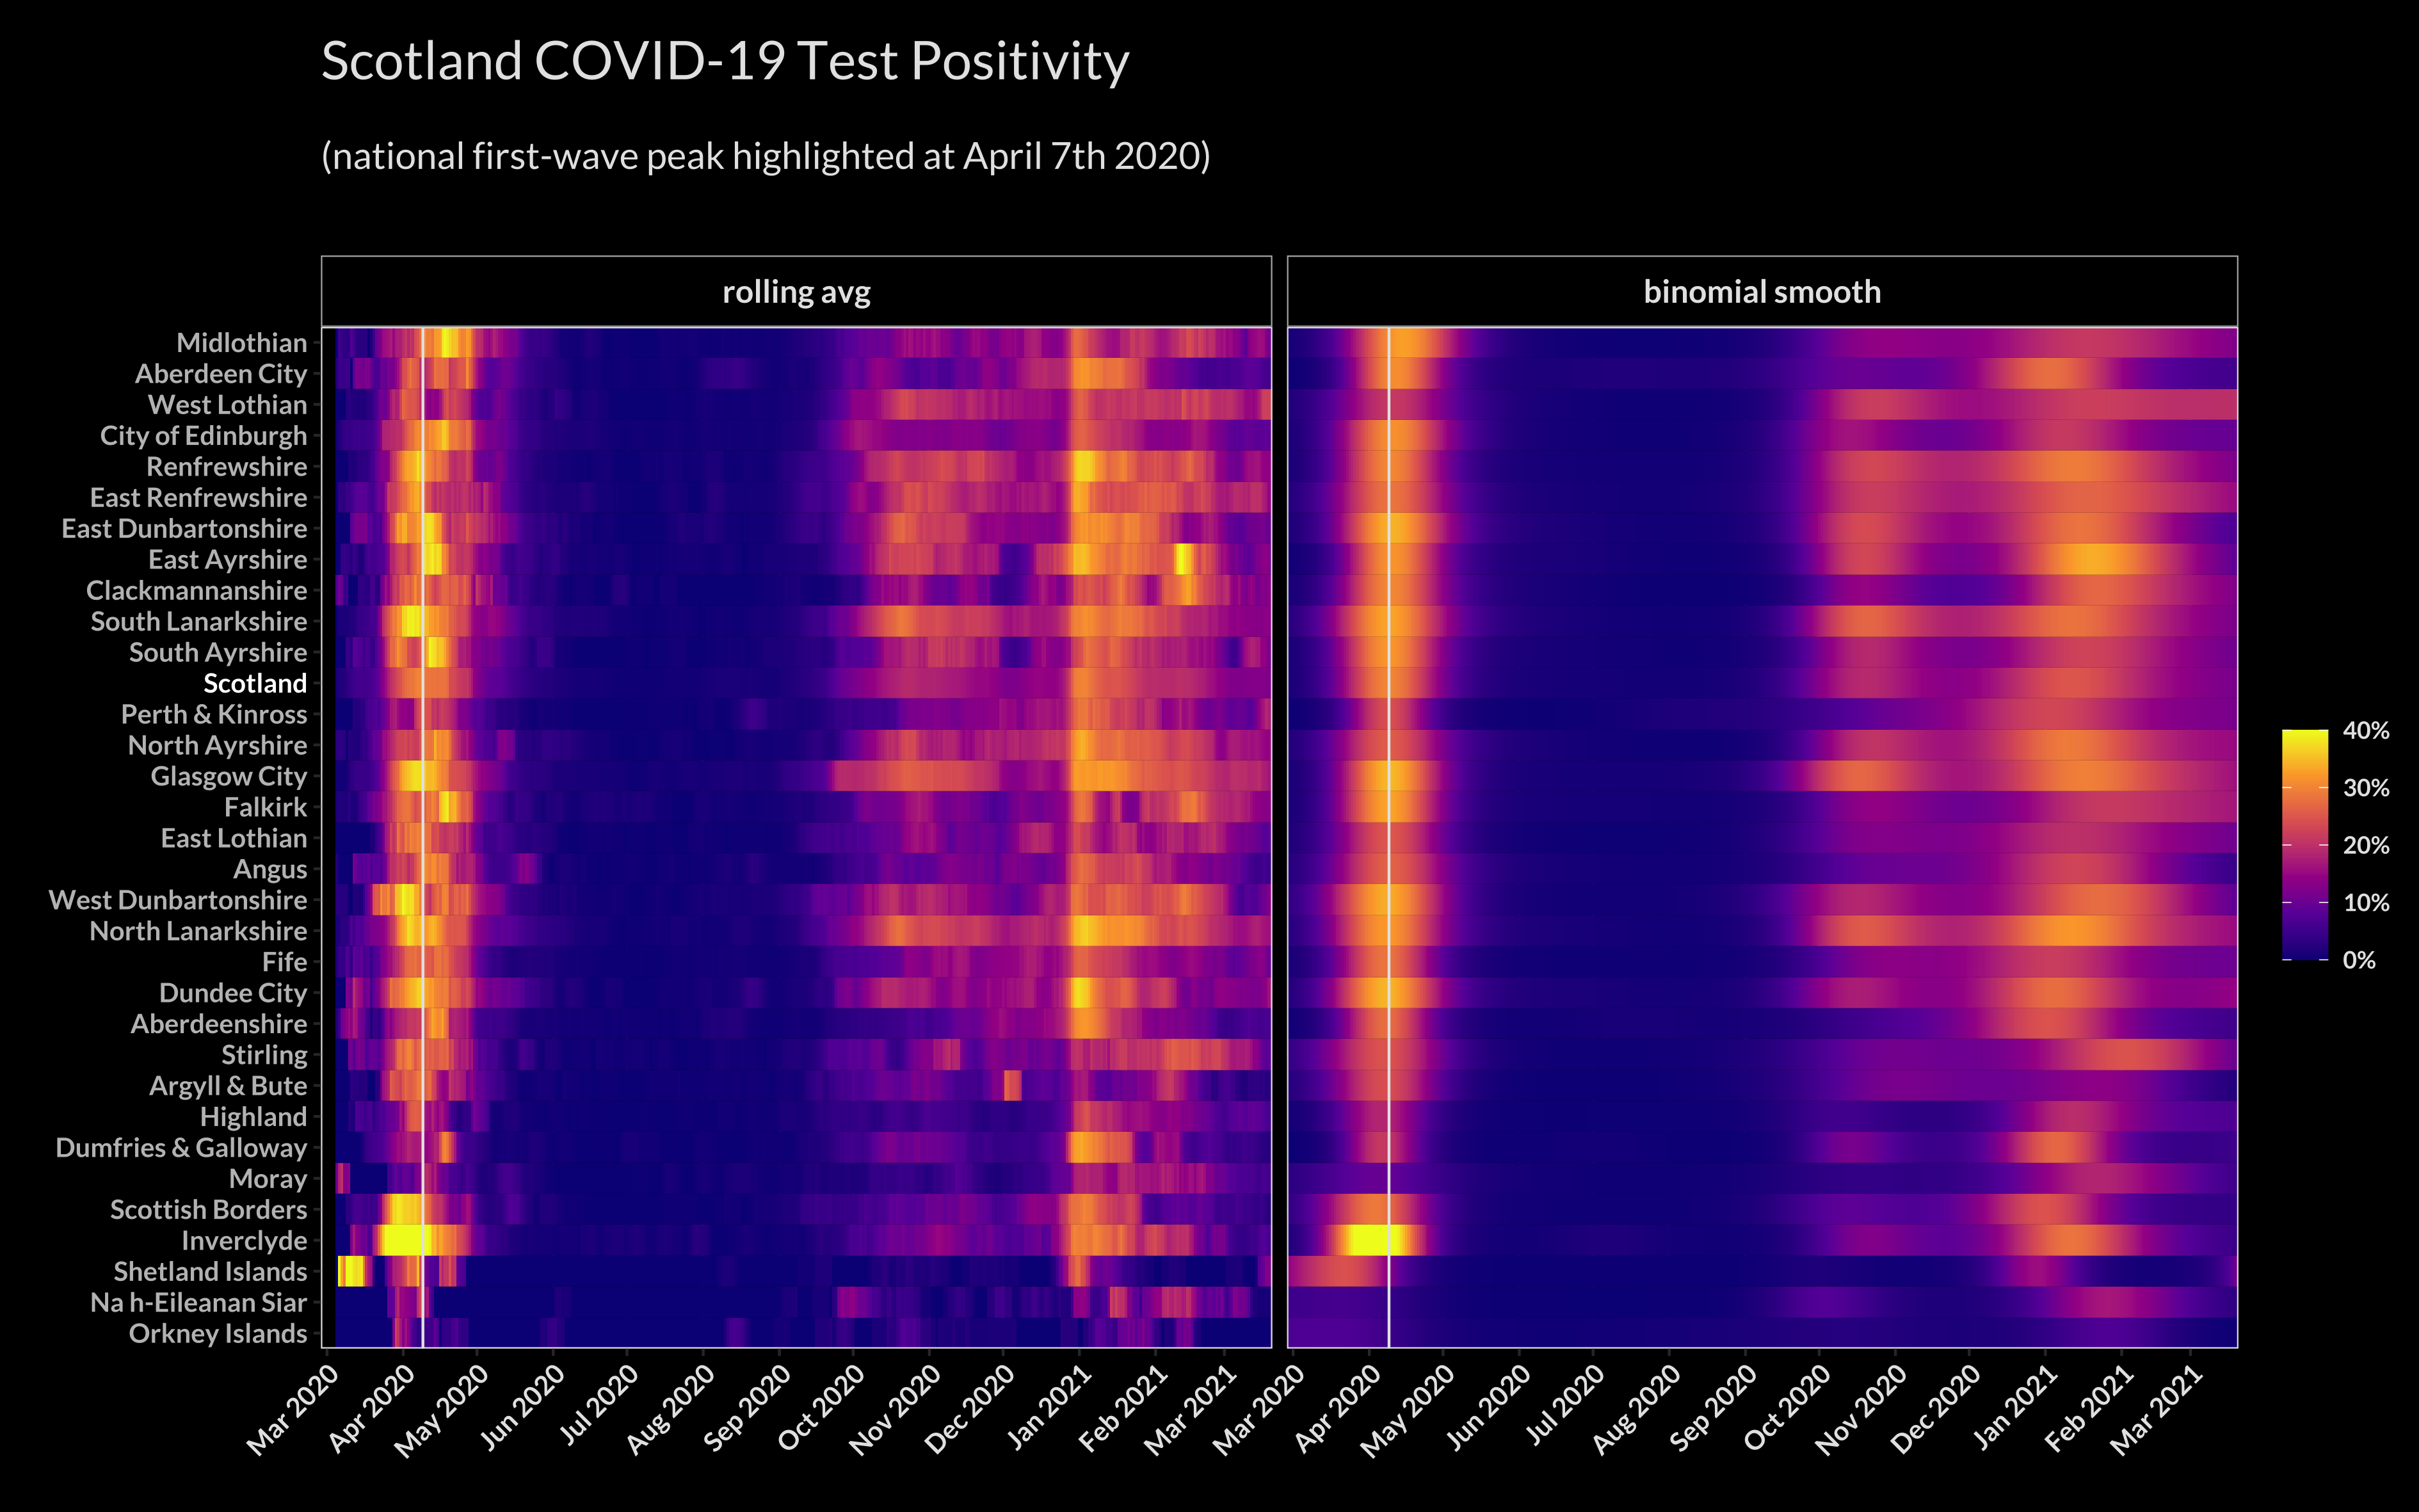 Scotland COVID-19 Test Positivity
(national first-wave peak highlighted at April 7th 2020)
rolling avg
binomial smooth
Midlothian
Aberdeen City
West Lothian
City of Edinburgh
Renfrewshire
East Renfrewshire
East Dunbartonshire
East Ayrshire
Clackmannanshire
South Lanarkshire
South Ayrshire
Scotland
Perth & Kinross
North Ayrshire
Glasgow City
Falkirk
East Lothian
Angus
West Dunbartonshire
North Lanarkshire
Fife
Dundee City
Aberdeenshire
Stirling
Argyll & Bute
Highland
Dumfries & Galloway
Moray
Scottish Borders
Inverclyde
Shetland Islands
Na h-Eileanan Siar
Orkney Islands
40%
30%
20%
10%
0%
Mar 2020
Apr 2020
May 2020
Jun 2020
Jul 2020
Aug 2020
Sep 2020
Oct 2020
Nov 2020
Dec 2020
Jan 2021
Feb 2021
Mar 2021
Mar 2020
Apr 2020
May 2020
Jun 2020
Jul 2020
Aug 2020
Sep 2020
Oct 2020
Nov 2020
Dec 2020
Jan 2021
Feb 2021
Mar 2021